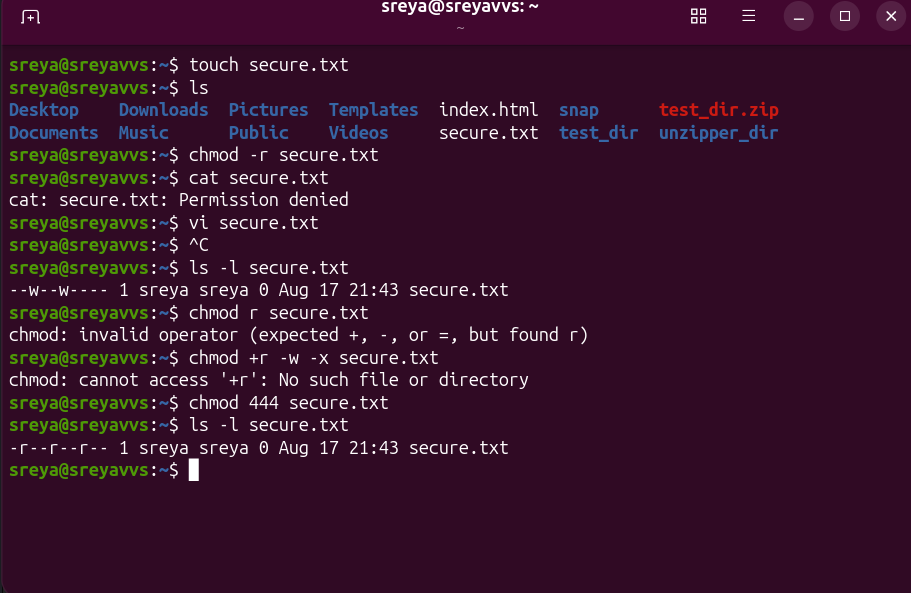 sreya@sreyavvs: ~
~
sreya@sreyavvs:~$ touch secure.txt
sreya@sreyavvs:~$ ls
Desktop    Downloads  Pictures  Templates  index.html  snap      test_dir.zip
Documents  Music      Public    Videos     secure.txt  test_dir  unzipper_dir
sreya@sreyavvs:~$ chmod -r secure.txt
sreya@sreyavvs:~$ cat secure.txt
cat: secure.txt: Permission denied
sreya@sreyavvs:~$ vi secure.txt
sreya@sreyavvs:~$ ^C
sreya@sreyavvs:~$ ls -l secure.txt
--w--w---- 1 sreya sreya 0 Aug 17 21:43 secure.txt
sreya@sreyavvs:~$ chmod r secure.txt
chmod: invalid operator (expected +, -, or =, but found r)
sreya@sreyavvs:~$ chmod +r -w -x secure.txt
chmod: cannot access '+r': No such file or directory
sreya@sreyavvs:~$ chmod 444 secure.txt
sreya@sreyavvs:~$ ls -l secure.txt
-r--r--r-- 1 sreya sreya 0 Aug 17 21:43 secure.txt
sreya@sreyavvs:~$